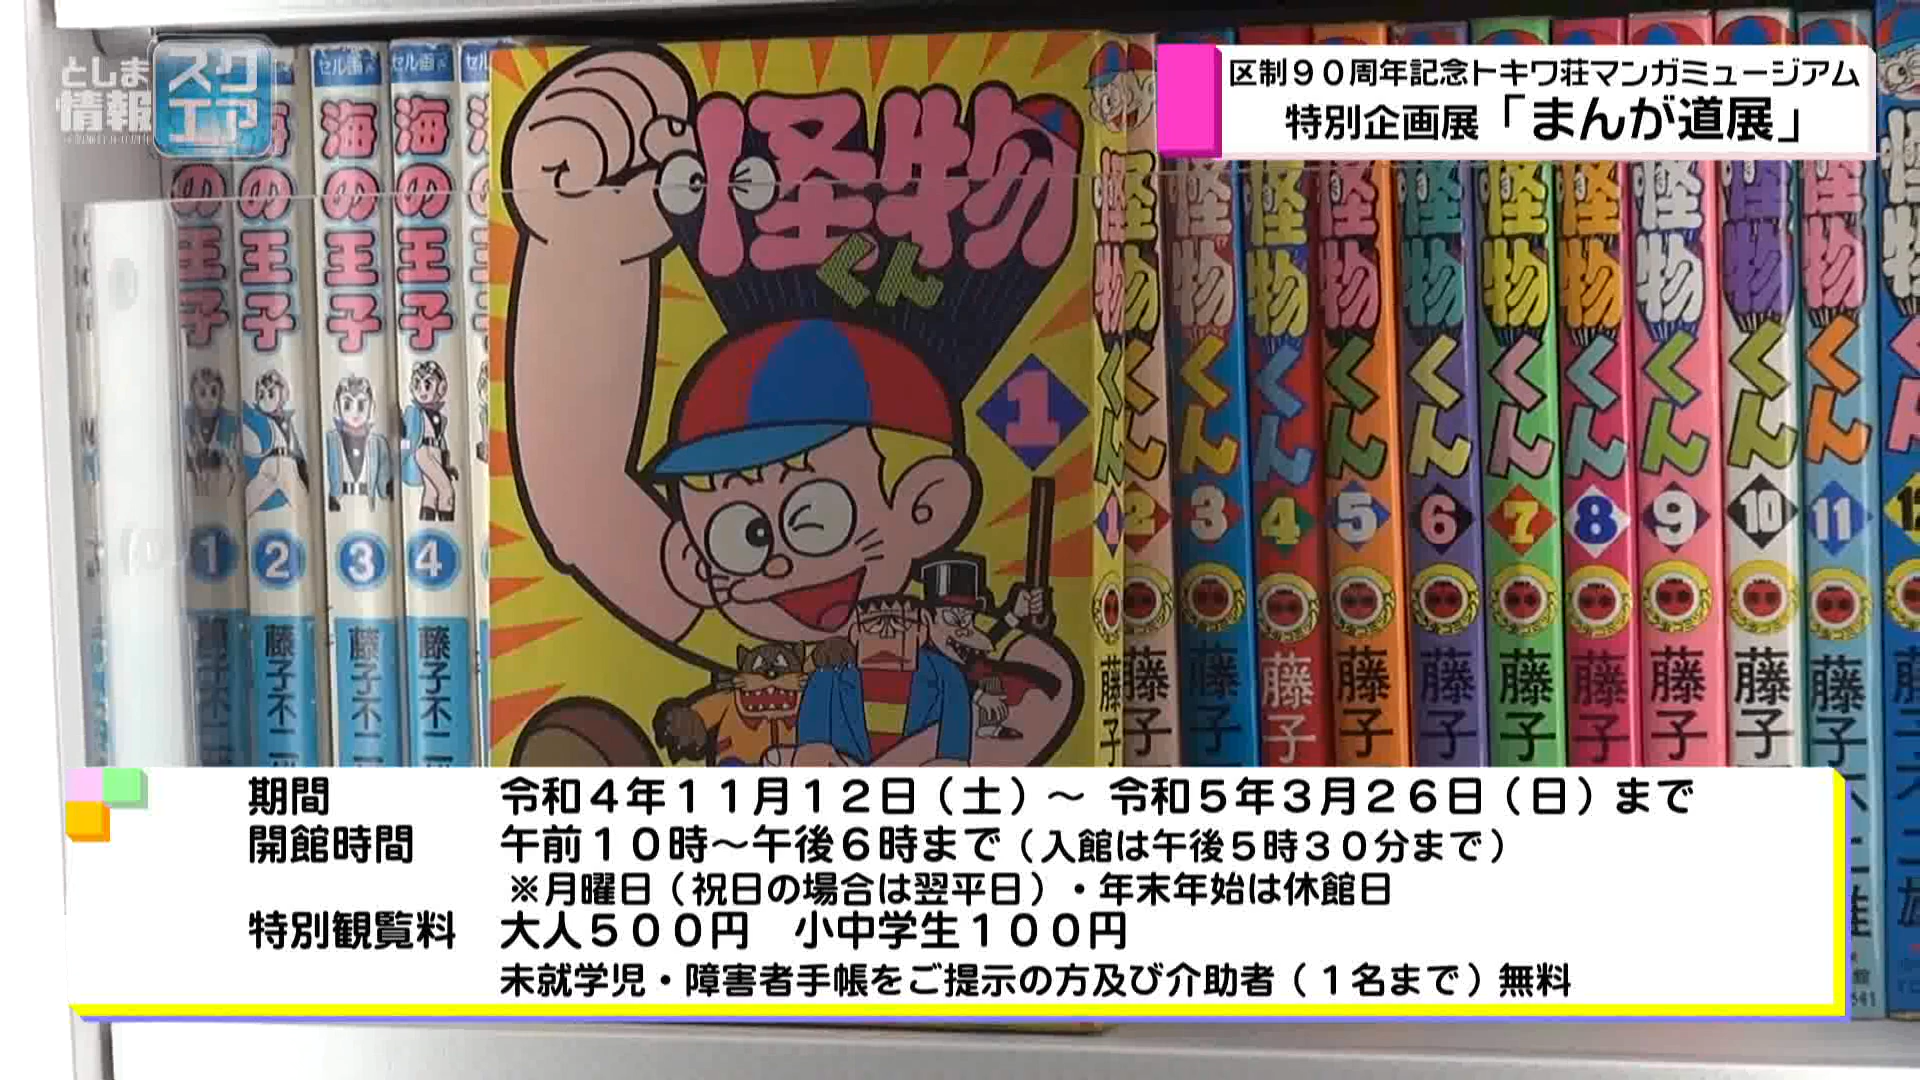 としま
情報
スク
エア
区制90周年記念トキワ荘マンガミュージアム
特別企画展「まんが道展」
怪物
くん
1
海の王子
1
海の王子
2
藤子不二
海の王子
3
藤子不二
海の王子
4
藤子不二
怪物くん
1
藤子
怪物くん
2
藤子
怪物くん
3
藤子
怪物くん
4
藤子
怪物くん
5
藤子
怪物くん
6
藤子
怪物くん
7
藤子
怪物くん
8
藤子
怪物くん
9
藤子
怪物くん
10
藤子
怪物くん
11
藤子不二雄
期間 令和4年11月12日(土)~ 令和5年3月26日(日)まで
開館時間 午前10時~午後6時まで(入館は午後5時30分まで)
※月曜日(祝日の場合は翌平日)・年末年始は休館日
特別観覧料 大人500円 小中学生100円
未就学児・障害者手帳をご提示の方及び介助者(1名まで)無料